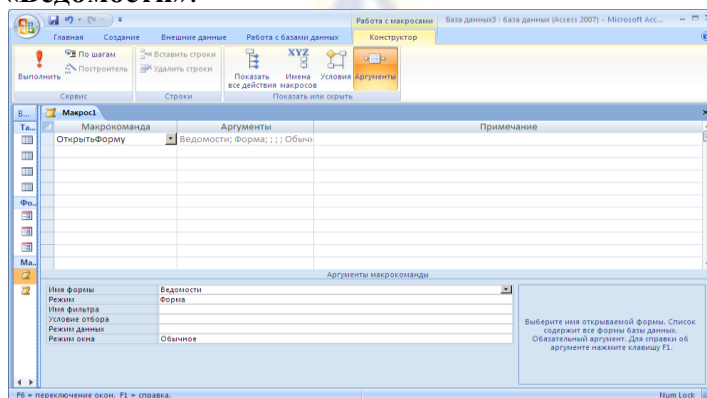 «Ведомости».
Работа с макросами База данных3 : база данных (Access 2007) - Microsoft Acc...
Главная Создание Внешние данные Работа с базами данных Конструктор
Выполнить
По шагам
Построитель
Сервис
Вставить строки
Удалить строки
Строки
Показать все действия
XYZ
Имена макросов
Условия
Аргументы
Показать или скрыть
В... Макрос1
Та... Макрокоманда Аргументы Примечание
ОткрытьФорму Ведомости; Форма; ; ; ; Обычн
Фо...
Ма...
Аргументы макрокоманды
Имя формы Ведомости
Режим Форма
Имя фильтра
Условие отбора
Режим данных
Режим окна Обычное
Выберите имя открываемой формы. Список
содержит все формы базы данных.
Обязательный аргумент. Для справки об
аргументе нажмите клавишу F1.
F6 = переключение окон. F1 = справка. Num Lock